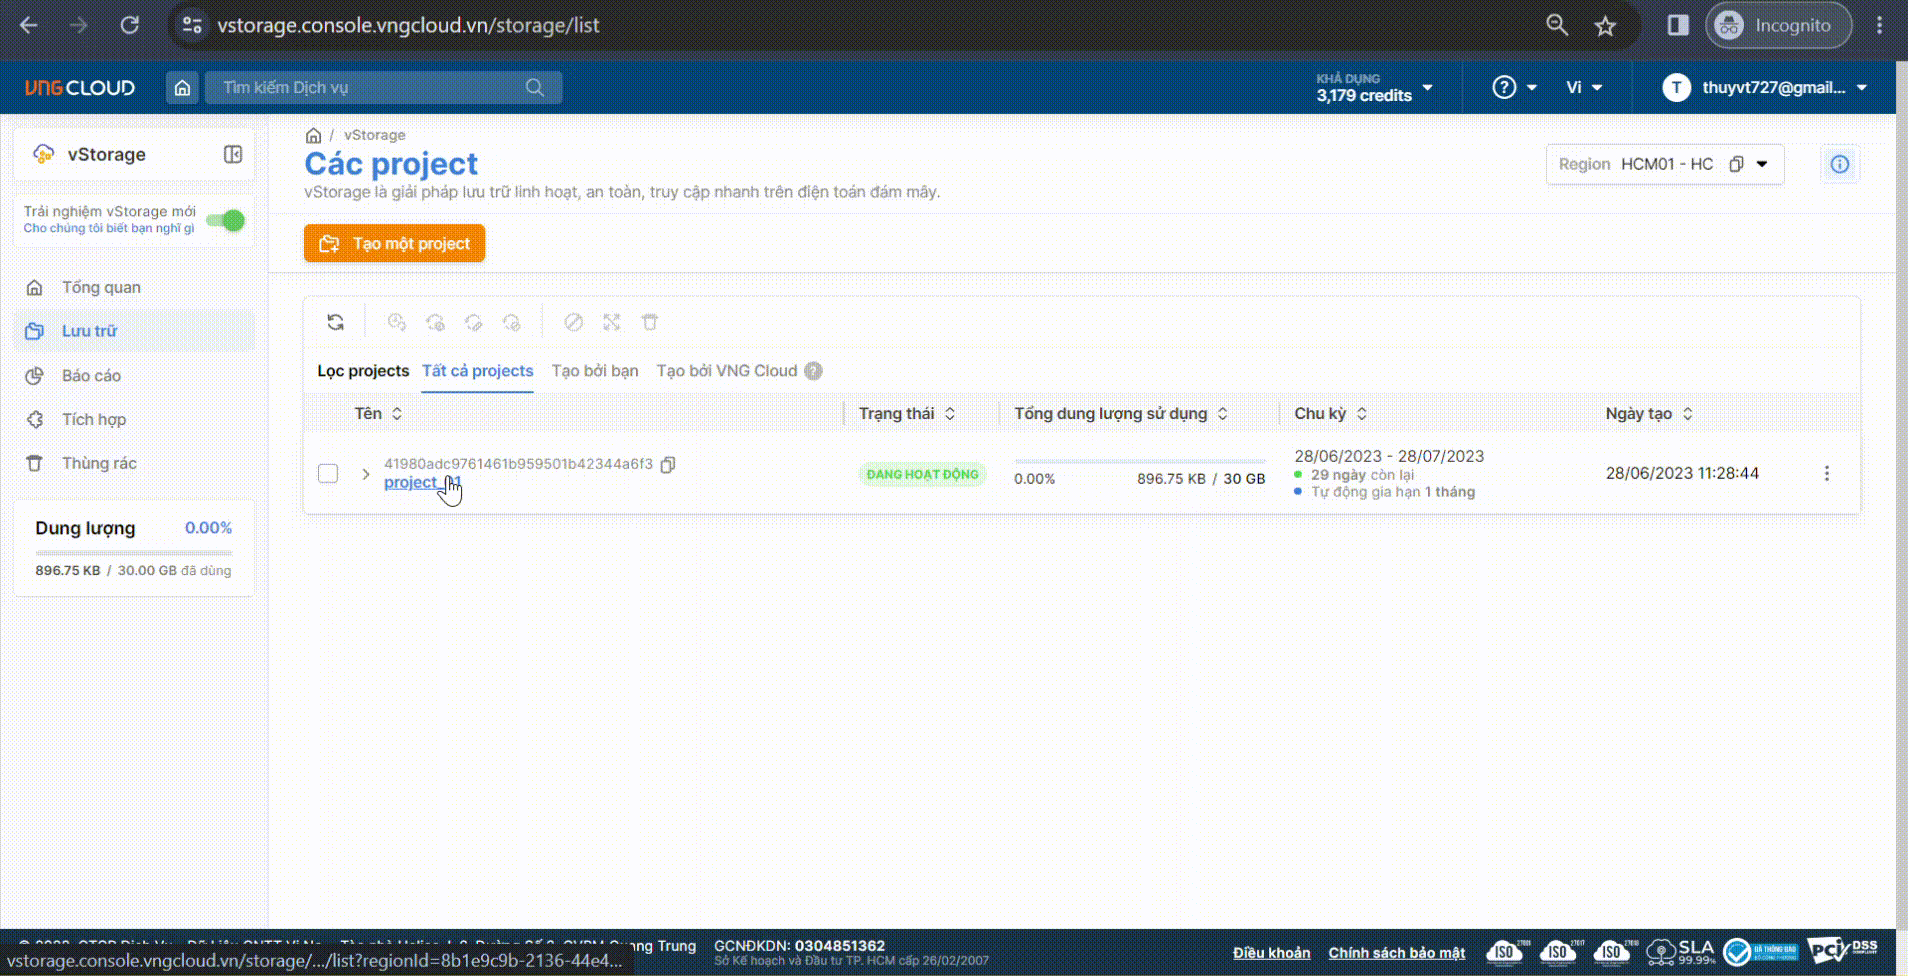 vstorage.console.vngcloud.vn/storage/list
Incognito
VNG CLOUD
Tìm kiếm Dịch vụ
KHẢ DỤNG
3,179 credits
Vi
T
thuyvt727@gmail...
vStorage
Trải nghiệm vStorage mới
Cho chúng tôi biết bạn nghĩ gì
Tổng quan
Lưu trữ
Báo cáo
Tích hợp
Thùng rác
Dung lượng 0.00%
896.75 KB / 30.00 GB đã dùng
/ vStorage
Các project
vStorage là giải pháp lưu trữ linh hoạt, an toàn, truy cập nhanh trên điện toán đám mây.
Region HCM01 - HC
Tạo một project
Lọc projects Tất cả projects Tạo bởi bạn Tạo bởi VNG Cloud
Tên Trạng thái Tổng dung lượng sử dụng Chu kỳ Ngày tạo
41980adc9761461b959501b42344a6f3
project_
ĐANG HOẠT ĐỘNG
0.00% 896.75 KB / 30 GB
28/06/2023 - 28/07/2023
29 ngày còn lại
Tự động gia hạn 1 tháng
28/06/2023 11:28:44
Quang Trung
GCNĐKDN: 0304851362
Sở Kế hoạch và Đầu tư TP. HCM cấp 26/02/2007
Điều khoản Chính sách bảo mật
ISO ISO ISO
SLA
99.99%
PCI DSS
vstorage.console.vngcloud.vn/storage/.../list?regionId=8b1e9c9b-2136-44e4...